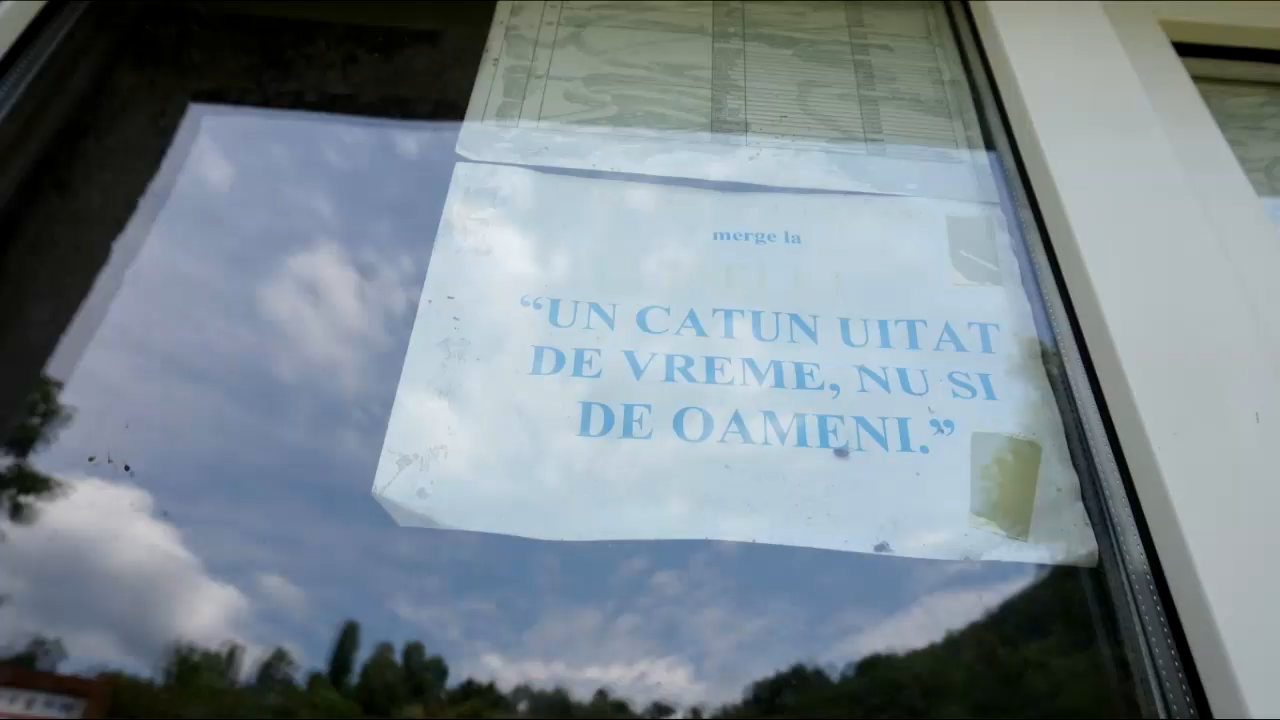 merge la
“UN CATUN UITAT
DE VREME, NU SI
DE OAMENI.”